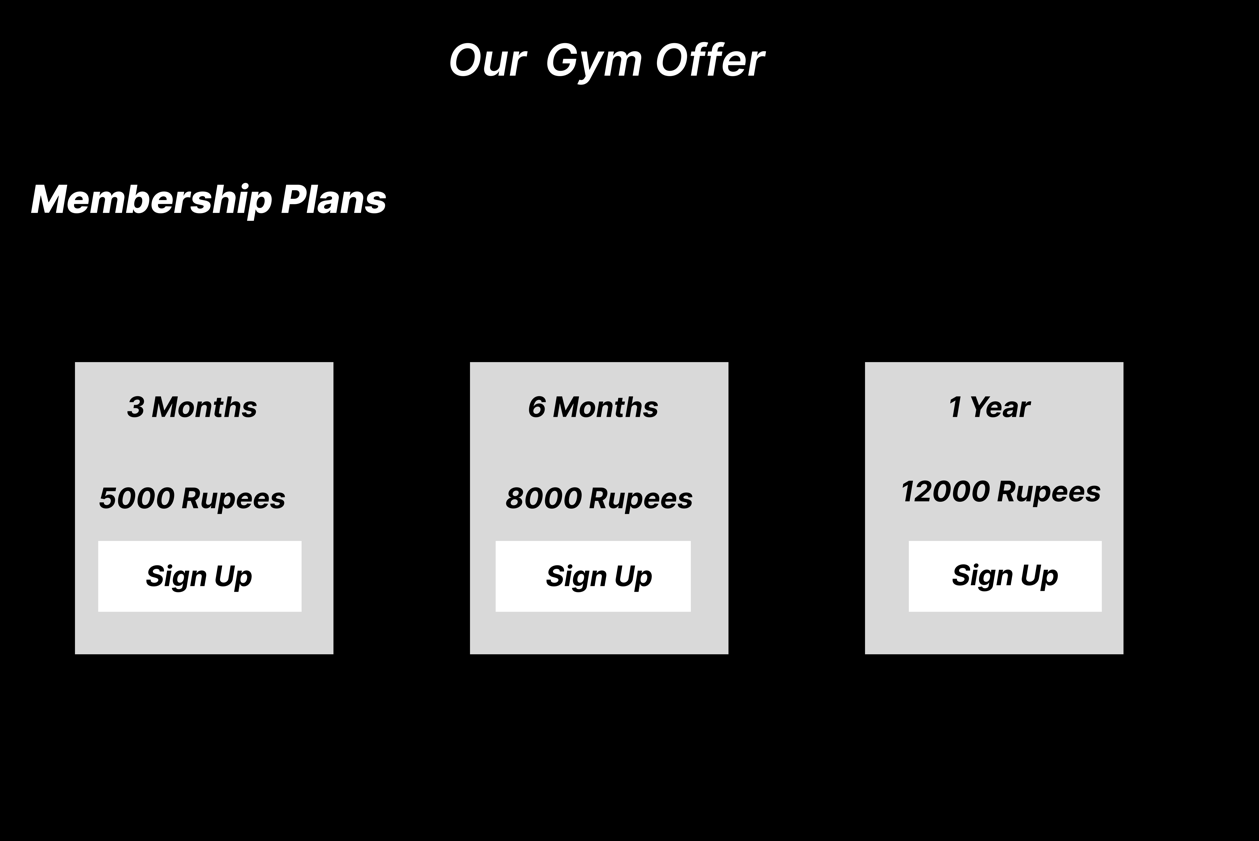 Our Gym Offer
Membership Plans
3 Months
5000 Rupees
Sign Up
6 Months
8000 Rupees
Sign Up
1 Year
12000 Rupees
Sign Up